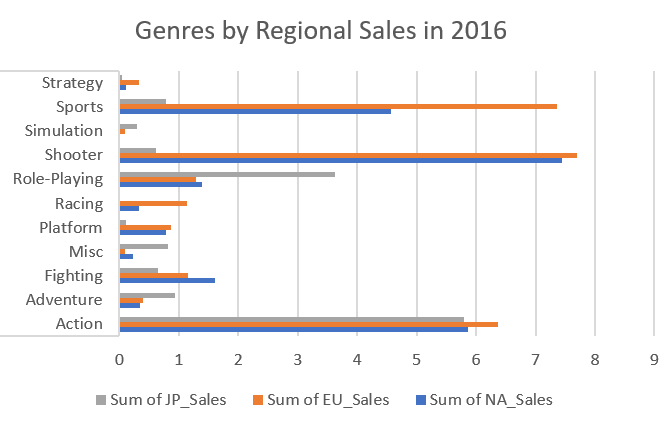 Genres by Regional Sales in 2016
Strategy
Sports
Simulation
Shooter
Role-Playing
Racing
Platform
Misc
Fighting
Adventure
Action
0 1 2 3 4 5 6 7 8 9
Sum of JP_Sales Sum of EU_Sales Sum of NA_Sales